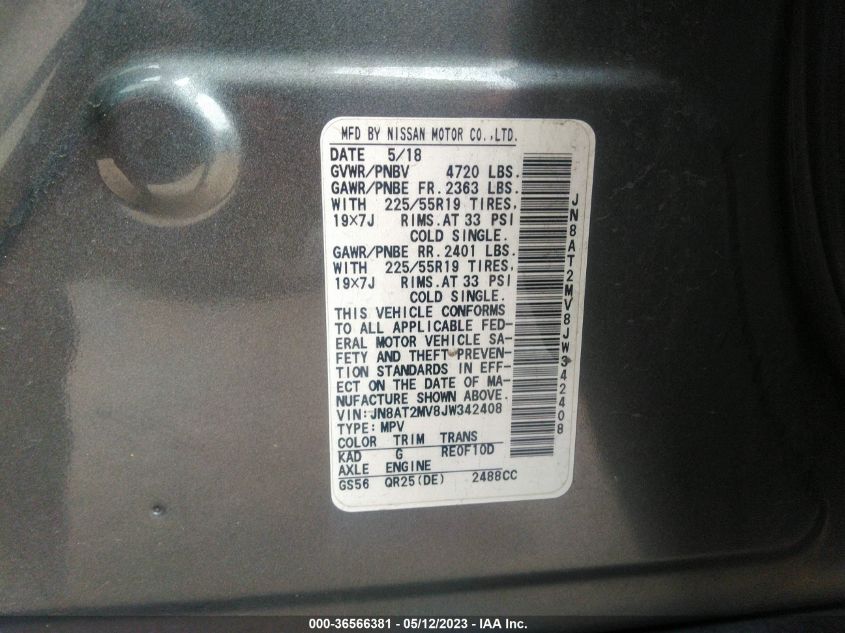 MFD BY NISSAN MOTOR CO.,LTD.
DATE 5/18
GVWR/PNBV 4720 LBS.
GAWR/PNBE FR.2363 LBS.
WITH 225/55R19 TIRES,
19×7J RIMS.AT 33 PSI
COLD SINGLE.
GAWR/PNBE RR.2401 LBS.
WITH 225/55R19 TIRES,
19×7J RIMS.AT 33 PSI
COLD SINGLE.
THIS VEHICLE CONFORMS
TO ALL APPLICABLE FED-
ERAL MOTOR VEHICLE SA-
FETY AND THEFT PREVEN-
TION STANDARDS IN EFF-
ECT ON THE DATE OF MA-
NUFACTURE SHOWN ABOVE.
VIN:JN8AT2MV8JW342408
TYPE:MPV
COLOR TRIM TRANS
KAD G RE0F10D
AXLE ENGINE
GS56 QR25(DE) 2488CC
JN8AT2MV8JW342408
000-36566381 - 05/12/2023 - IAA Inc.